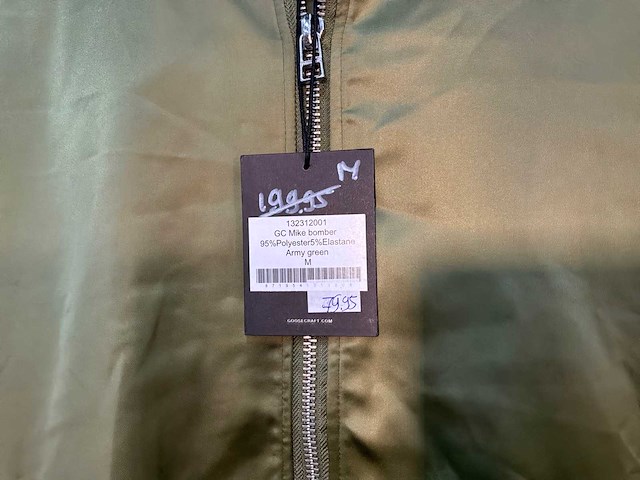 M
199.95
132312001
GC Mike bomber
95%Polyester5%Elastane
Army green
M
79.95
GOOSECRAFT.COM